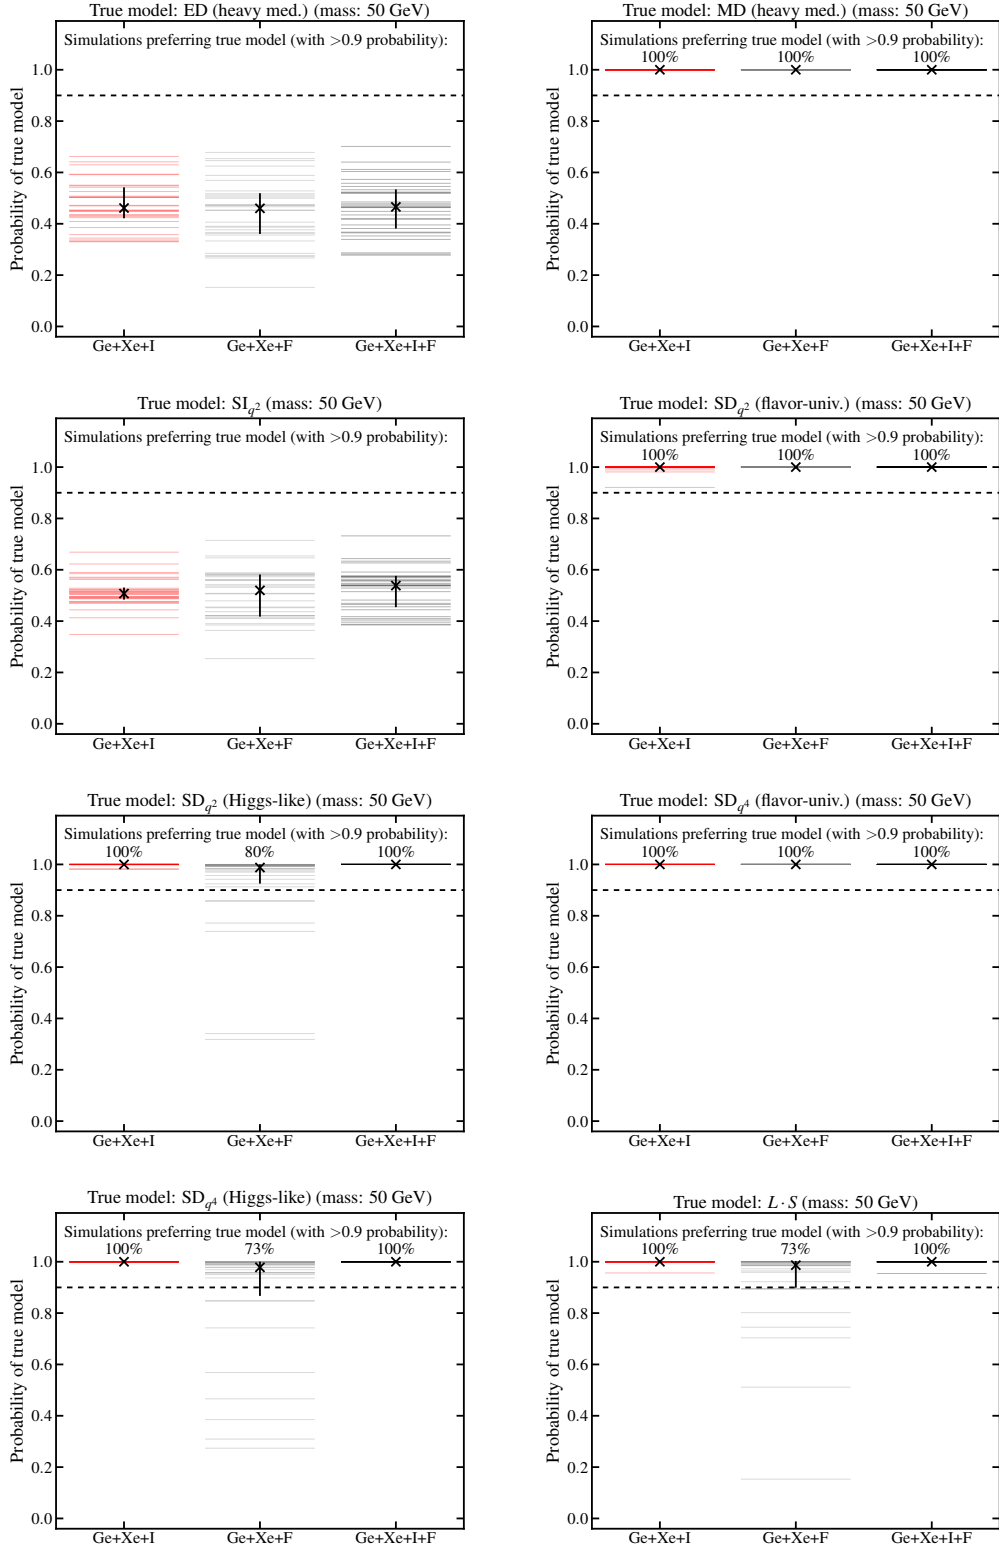 True model: ED (heavy med.) (mass: 50 GeV)
Simulations preferring true model (with >0.9 probability):
1.0
0.8
0.6
0.4
0.2
0.0
Probability of true model
Ge+Xe+I
Ge+Xe+F
Ge+Xe+I+F
True model: MD (heavy med.) (mass: 50 GeV)
Simulations preferring true model (with >0.9 probability):
100%
100%
100%
1.0
0.8
0.6
0.4
0.2
0.0
Probability of true model
Ge+Xe+I
Ge+Xe+F
Ge+Xe+I+F
True model: SI_{q^2} (mass: 50 GeV)
Simulations preferring true model (with >0.9 probability):
1.0
0.8
0.6
0.4
0.2
0.0
Probability of true model
Ge+Xe+I
Ge+Xe+F
Ge+Xe+I+F
True model: SD_{q^2} (flavor-univ.) (mass: 50 GeV)
Simulations preferring true model (with >0.9 probability):
100%
100%
100%
1.0
0.8
0.6
0.4
0.2
0.0
Probability of true model
Ge+Xe+I
Ge+Xe+F
Ge+Xe+I+F
True model: SD_{q^2} (Higgs-like) (mass: 50 GeV)
Simulations preferring true model (with >0.9 probability):
100%
80%
100%
1.0
0.8
0.6
0.4
0.2
0.0
Probability of true model
Ge+Xe+I
Ge+Xe+F
Ge+Xe+I+F
True model: SD_{q^4} (flavor-univ.) (mass: 50 GeV)
Simulations preferring true model (with >0.9 probability):
100%
100%
100%
1.0
0.8
0.6
0.4
0.2
0.0
Probability of true model
Ge+Xe+I
Ge+Xe+F
Ge+Xe+I+F
True model: SD_{q^4} (Higgs-like) (mass: 50 GeV)
Simulations preferring true model (with >0.9 probability):
100%
73%
100%
1.0
0.8
0.6
0.4
0.2
0.0
Probability of true model
Ge+Xe+I
Ge+Xe+F
Ge+Xe+I+F
True model: L · S (mass: 50 GeV)
Simulations preferring true model (with >0.9 probability):
100%
73%
100%
1.0
0.8
0.6
0.4
0.2
0.0
Probability of true model
Ge+Xe+I
Ge+Xe+F
Ge+Xe+I+F